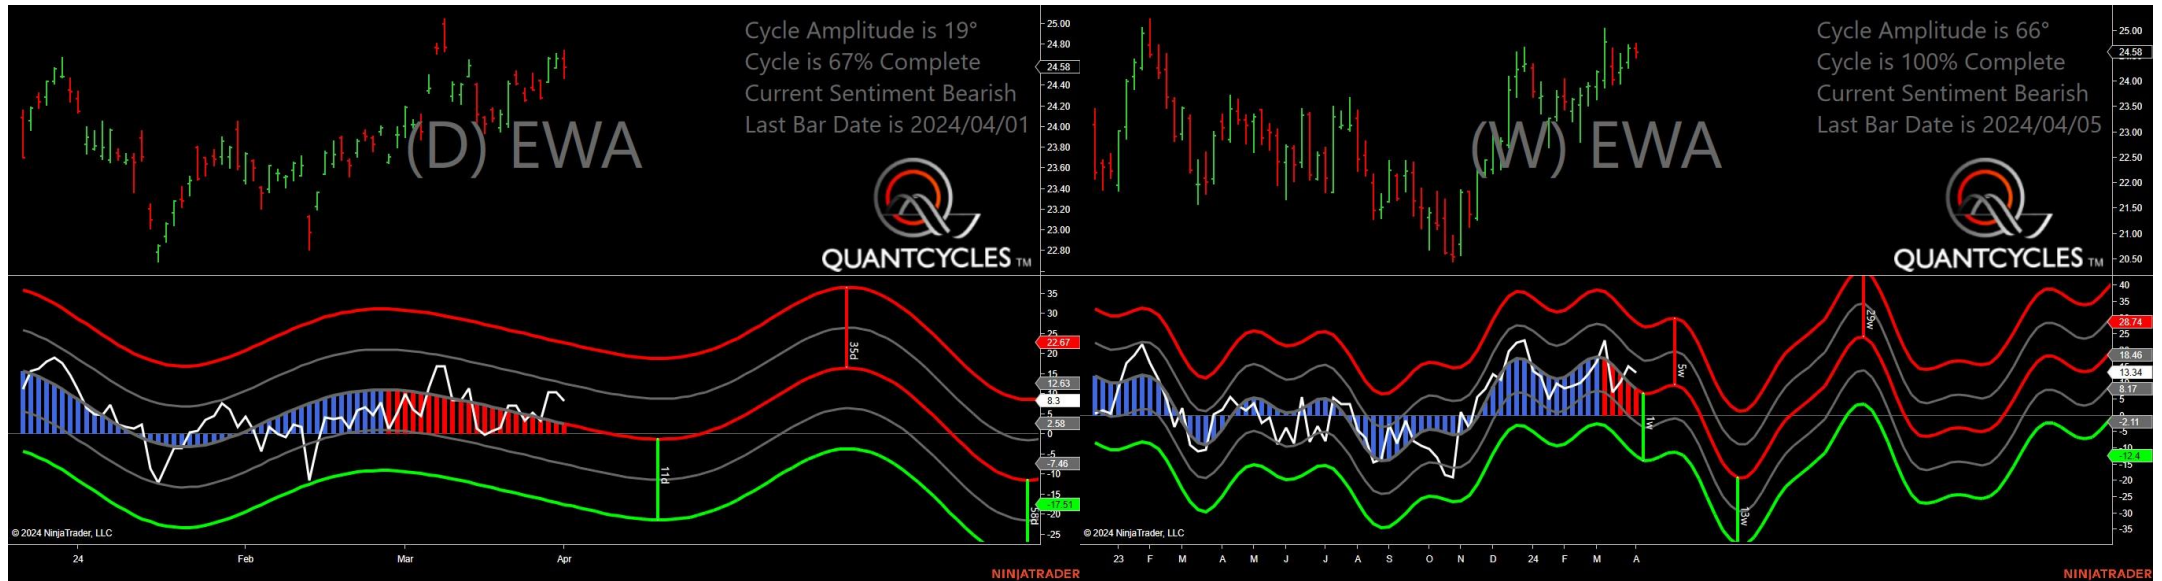 Cycle Amplitude is 19°
Cycle is 67% Complete
Current Sentiment Bearish
Last Bar Date is 2024/04/01
(D) EWA
QUANTCYCLES TM
25.00
24.80
24.58
24.40
24.20
24.00
23.80
23.60
23.40
23.20
23.00
22.80
35
30
25
22.67
20
15
12.63
8.3
5
2.58
0
-5
-7.46
-10
-15
-17.51
-20
-25
35d
11d
58d
© 2024 NinjaTrader, LLC
24 Feb Mar Apr
NINJATRADER
Cycle Amplitude is 66°
Cycle is 100% Complete
Current Sentiment Bearish
Last Bar Date is 2024/04/05
(W) EWA
QUANTCYCLES TM
25.00
24.58
24.00
23.50
23.00
22.50
22.00
21.50
21.00
20.50
40
35
30
28.74
25
18.46
13.34
8.17
5
0
-2.11
-5
-10
-12.4
-15
-20
-25
-30
-35
29w
5w
1w
13w
© 2024 NinjaTrader, LLC
23 F M A M J J A S O N D 24 F M A
NINJATRADER